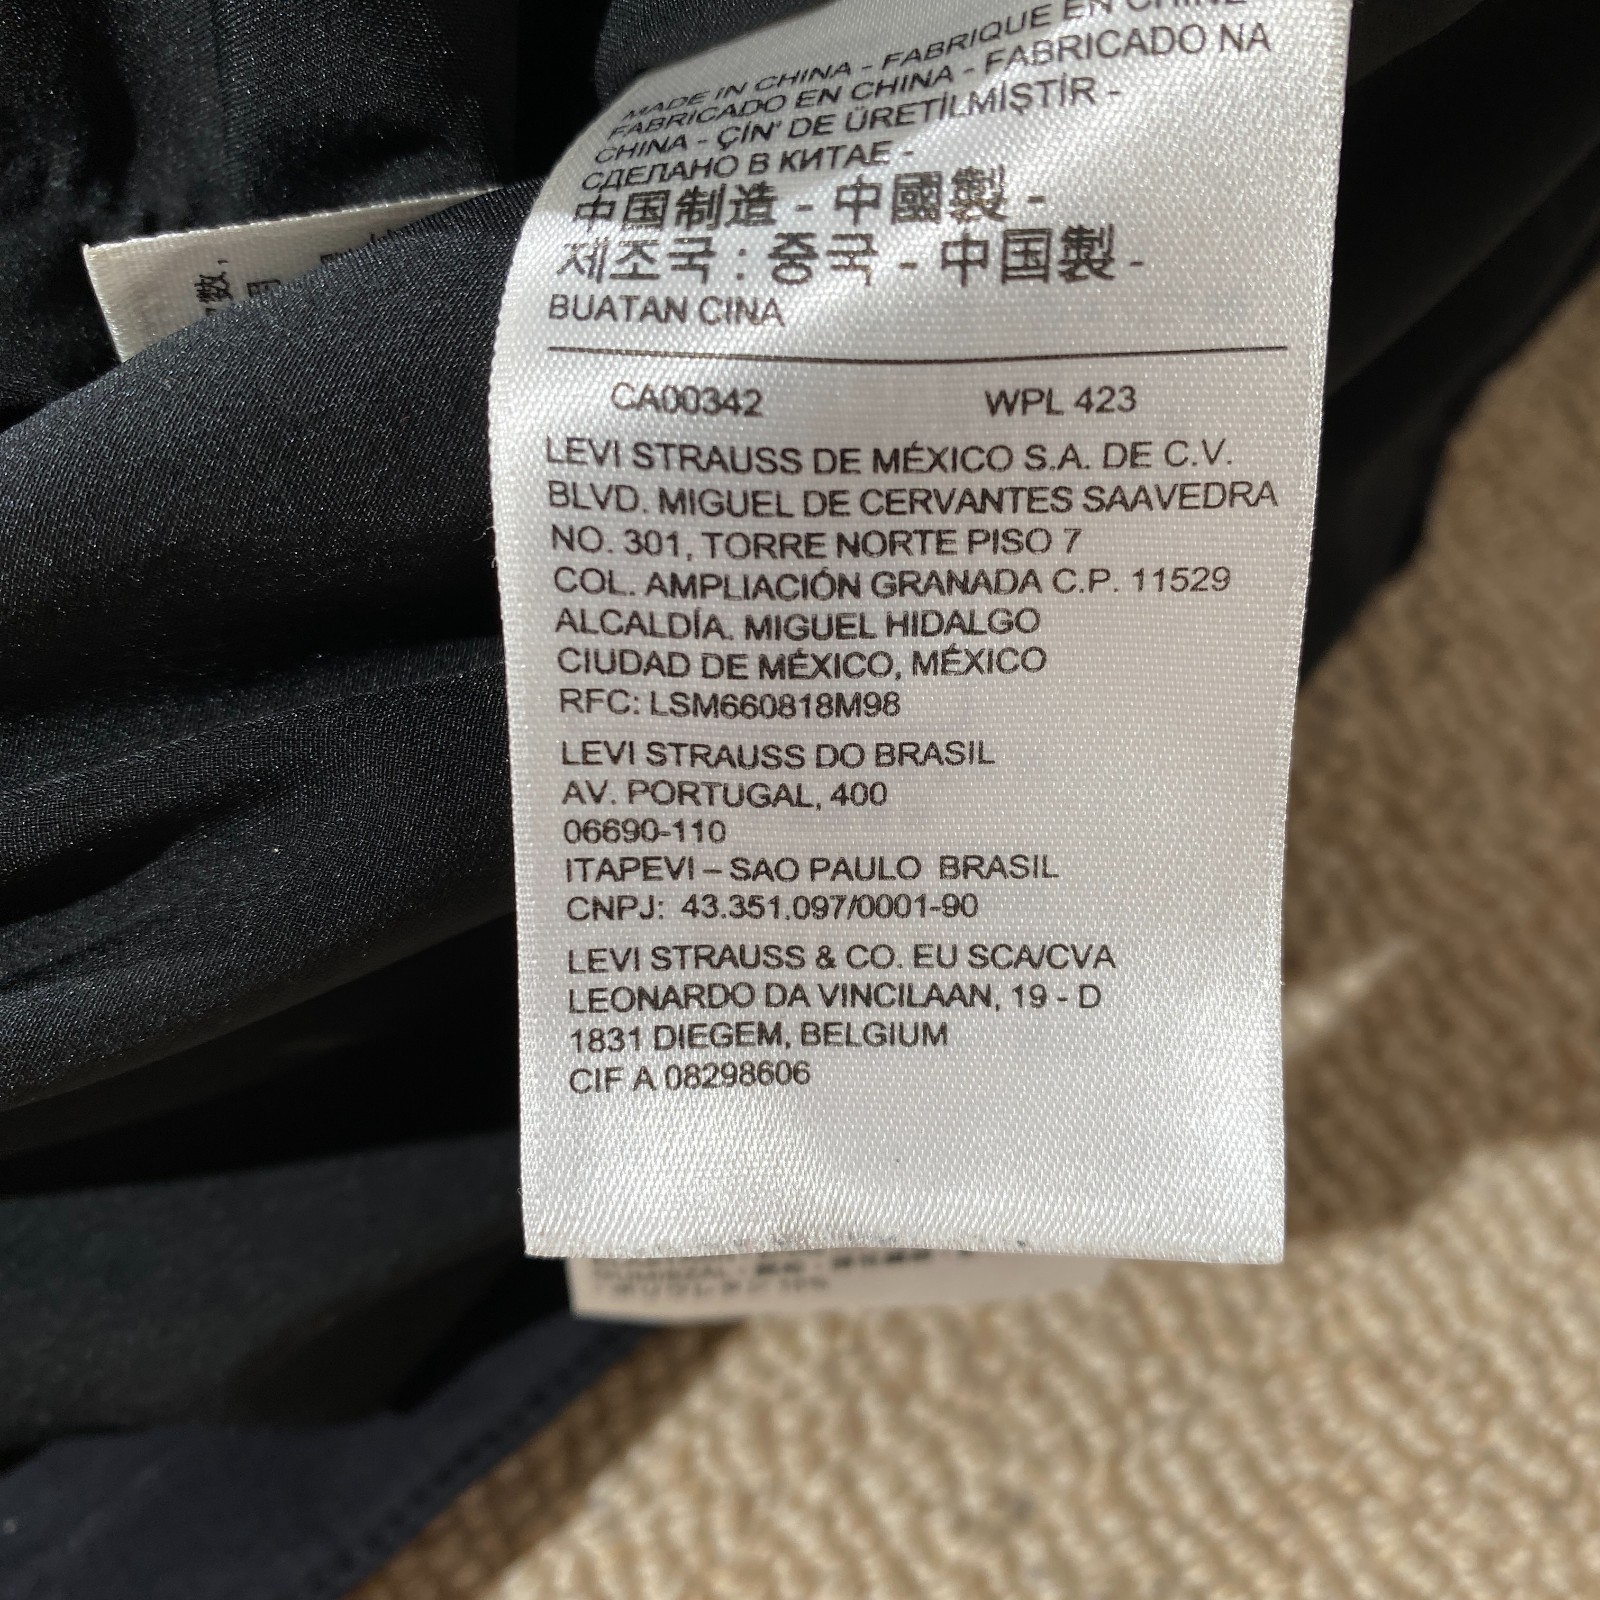 MADE IN CHINA - FABRIQUE EN CHINE
FABRICADO EN CHINA - FABRICADO NA
CHINA - ÇİN' DE ÜRETİLMİŞTİR -
СДЕЛАНО В КИТАЕ -
中国制造 - 中國製 -
제조국 : 중국 - 中国製 -
BUATAN CINA
CA00342 WPL 423
LEVI STRAUSS DE MÉXICO S.A. DE C.V.
BLVD. MIGUEL DE CERVANTES SAAVEDRA
NO. 301, TORRE NORTE PISO 7
COL. AMPLIACIÓN GRANADA C.P. 11529
ALCALDÍA. MIGUEL HIDALGO
CIUDAD DE MÉXICO, MÉXICO
RFC: LSM660818M98
LEVI STRAUSS DO BRASIL
AV. PORTUGAL, 400
06690-110
ITAPEVI – SAO PAULO BRASIL
CNPJ: 43.351.097/0001-90
LEVI STRAUSS & CO. EU SCA/CVA
LEONARDO DA VINCILAAN, 19 - D
1831 DIEGEM, BELGIUM
CIF A 08298606